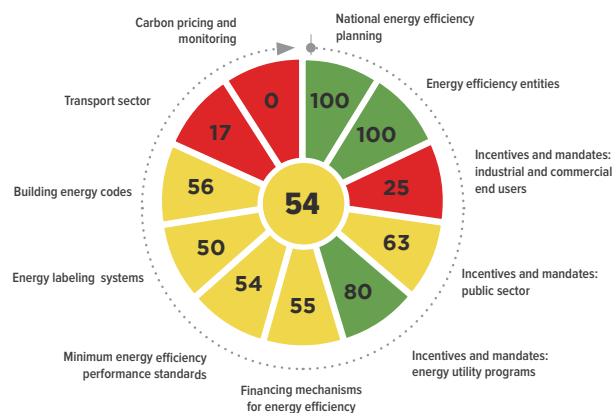 National energy efficiency
planning
100
Energy efficiency entities
100
Incentives and mandates:
industrial and commercial
end users
25
Incentives and mandates:
public sector
63
Incentives and mandates:
energy utility programs
80
Financing mechanisms
for energy efficiency
55
Minimum energy efficiency
performance standards
54
Energy labeling systems
50
Building energy codes
56
Transport sector
17
Carbon pricing and
monitoring
0
54